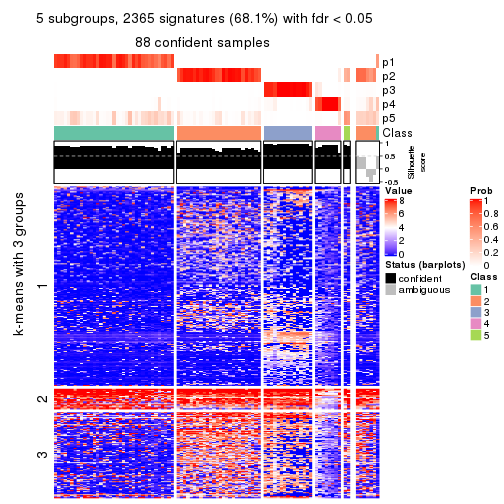 5 subgroups, 2365 signatures (68.1%) with fdr < 0.05
88 confident samples
p1
p2
p3
p4
p5
Class
1
0.5
0
-0.5
Silhouette
score
k-means with 3 groups
1
2
3
Value
8
6
4
2
0
Status (barplots)
confident
ambiguous
Prob
1
0.8
0.6
0.4
0.2
0
Class
1
2
3
4
5